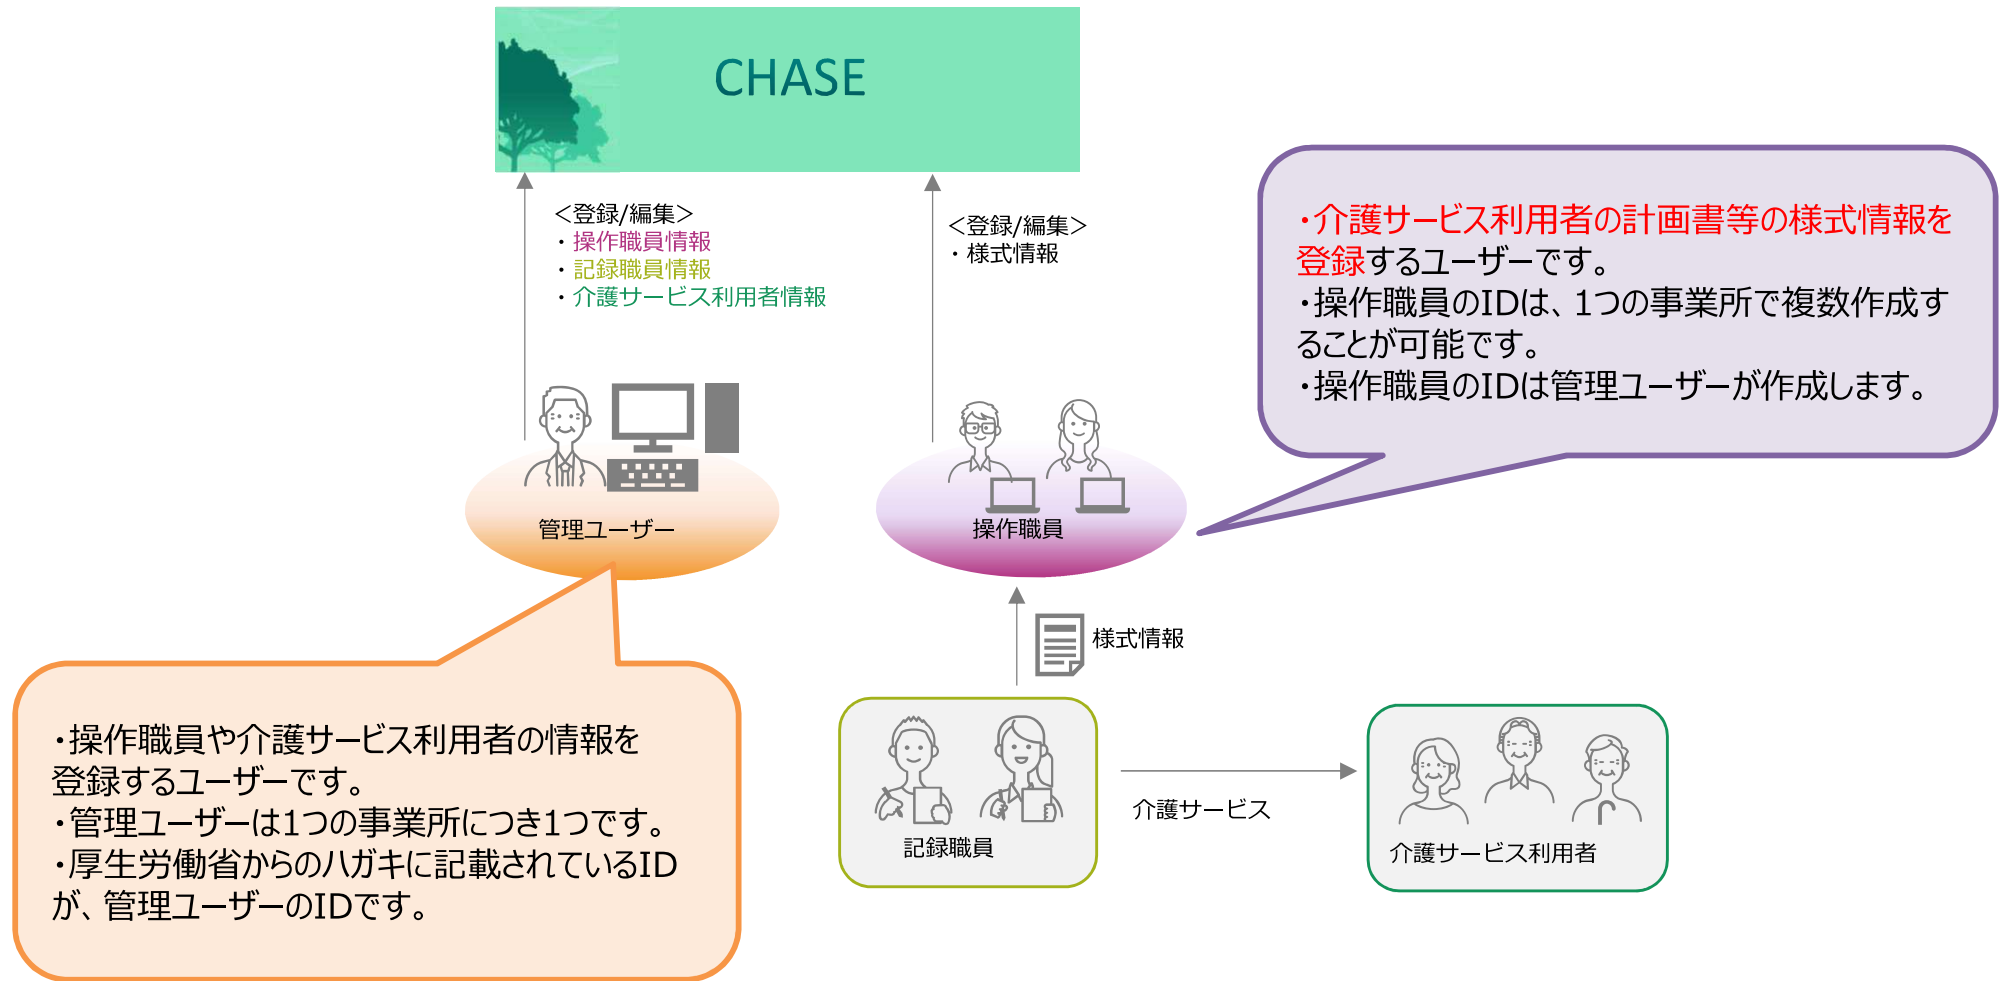 CHASE
＜登録/編集＞
・操作職員情報
・記録職員情報
・介護サービス利用者情報
＜登録/編集＞
・様式情報
・介護サービス利用者の計画書等の様式情報を
登録するユーザーです。
・操作職員のIDは、1つの事業所で複数作成す
ることが可能です。
・操作職員のIDは管理ユーザーが作成します。
管理ユーザー
操作職員
様式情報
・操作職員や介護サービス利用者の情報を
登録するユーザーです。
・管理ユーザーは1つの事業所につき1つです。
・厚生労働省からのハガキに記載されているID
が、管理ユーザーのIDです。
記録職員
介護サービス
介護サービス利用者